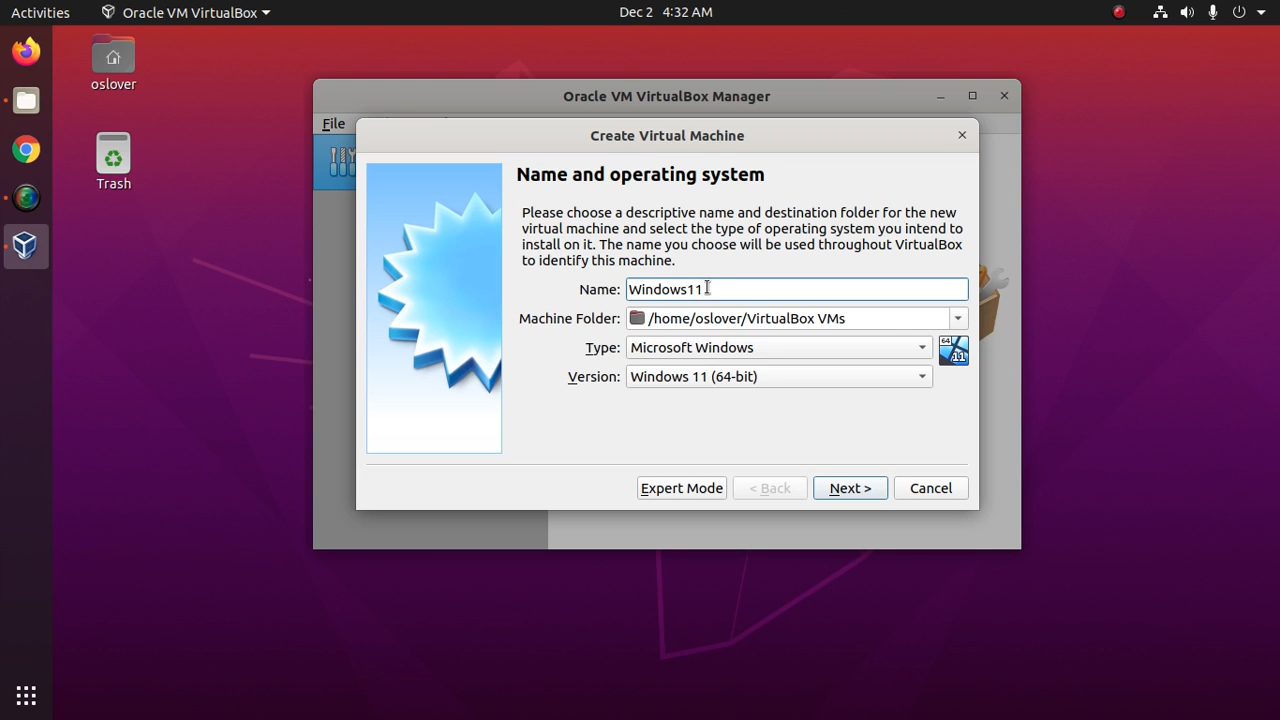 Activities
Oracle VM VirtualBox
Dec 2 4:32 AM
oslover
Trash
Oracle VM VirtualBox Manager
File
Create Virtual Machine
Name and operating system
Please choose a descriptive name and destination folder for the new
virtual machine and select the type of operating system you intend to
install on it. The name you choose will be used throughout VirtualBox
to identify this machine.
Name: Windows11
Machine Folder: /home/oslover/VirtualBox VMs
Type: Microsoft Windows
64
11
Version: Windows 11 (64-bit)
Expert Mode < Back Next > Cancel